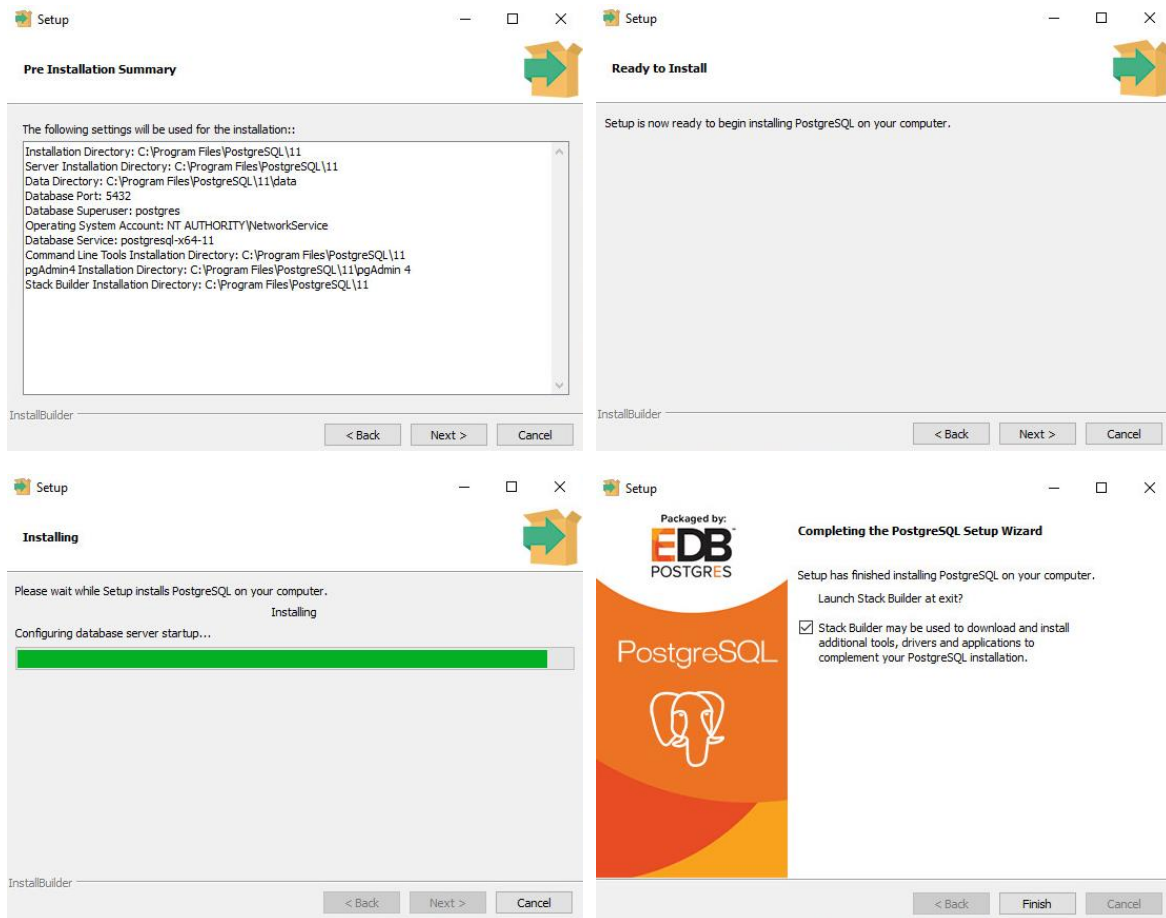 Setup
Pre Installation Summary
The following settings will be used for the installation::
Installation Directory: C:\Program Files\PostgreSQL\11
Server Installation Directory: C:\Program Files\PostgreSQL\11
Data Directory: C:\Program Files\PostgreSQL\11\data
Database Port: 5432
Database Superuser: postgres
Operating System Account: NT AUTHORITY\NetworkService
Database Service: postgresql-x64-11
Command Line Tools Installation Directory: C:\Program Files\PostgreSQL\11
pgAdmin4 Installation Directory: C:\Program Files\PostgreSQL\11\pgAdmin 4
Stack Builder Installation Directory: C:\Program Files\PostgreSQL\11
InstallBuilder
< Back Next > Cancel
Setup
Ready to Install
Setup is now ready to begin installing PostgreSQL on your computer.
InstallBuilder
< Back Next > Cancel
Setup
Installing
Please wait while Setup installs PostgreSQL on your computer.
Installing
Configuring database server startup...
InstallBuilder
< Back Next > Cancel
Setup
Packaged by:
EDB
POSTGRES
PostgreSQL
Completing the PostgreSQL Setup Wizard
Setup has finished installing PostgreSQL on your computer.
Launch Stack Builder at exit?
Stack Builder may be used to download and install
additional tools, drivers and applications to
complement your PostgreSQL installation.
< Back Finish Cancel